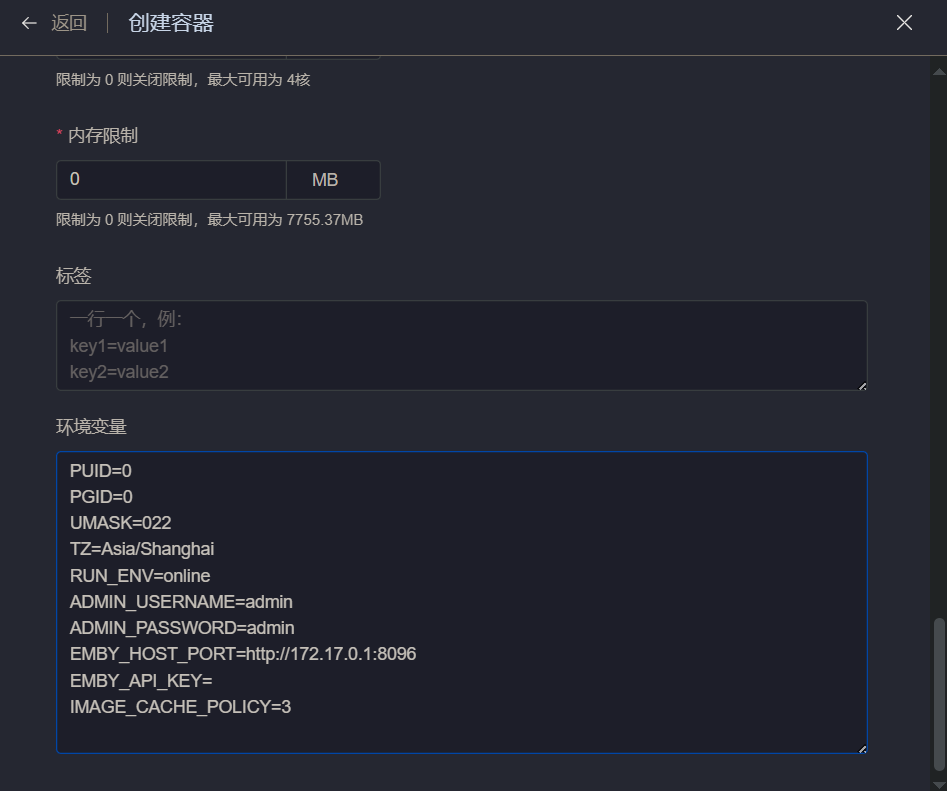 返回
创建容器
限制为 0 则关闭限制，最大可用为 4核
* 内存限制
0
MB
限制为 0 则关闭限制，最大可用为 7755.37MB
标签
一行一个，例：
key1=value1
key2=value2
环境变量
PUID=0
PGID=0
UMASK=022
TZ=Asia/Shanghai
RUN_ENV=online
ADMIN_USERNAME=admin
ADMIN_PASSWORD=admin
EMBY_HOST_PORT=http://172.17.0.1:8096
EMBY_API_KEY=
IMAGE_CACHE_POLICY=3